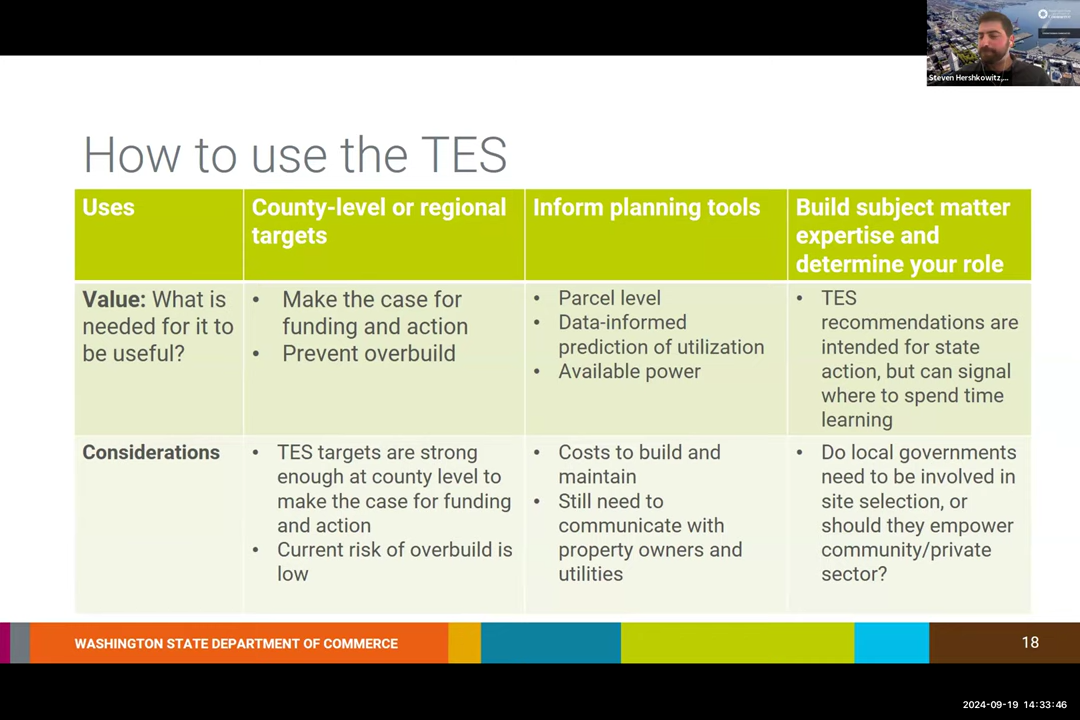 Steven Hershkowitz,...
How to use the TES
Uses
County-level or regional
targets
Inform planning tools
Build subject matter
expertise and
determine your role
Value: What is
needed for it to
be useful?
• Make the case for
funding and action
• Prevent overbuild
• Parcel level
• Data-informed
prediction of utilization
• Available power
• TES
recommendations are
intended for state
action, but can signal
where to spend time
learning
Considerations
• TES targets are strong
enough at county level to
make the case for funding
and action
• Current risk of overbuild is
low
• Costs to build and
maintain
• Still need to
communicate with
property owners and
utilities
• Do local governments
need to be involved in
site selection, or
should they empower
community/private
sector?
WASHINGTON STATE DEPARTMENT OF COMMERCE
18
2024-09-19 14:33:46